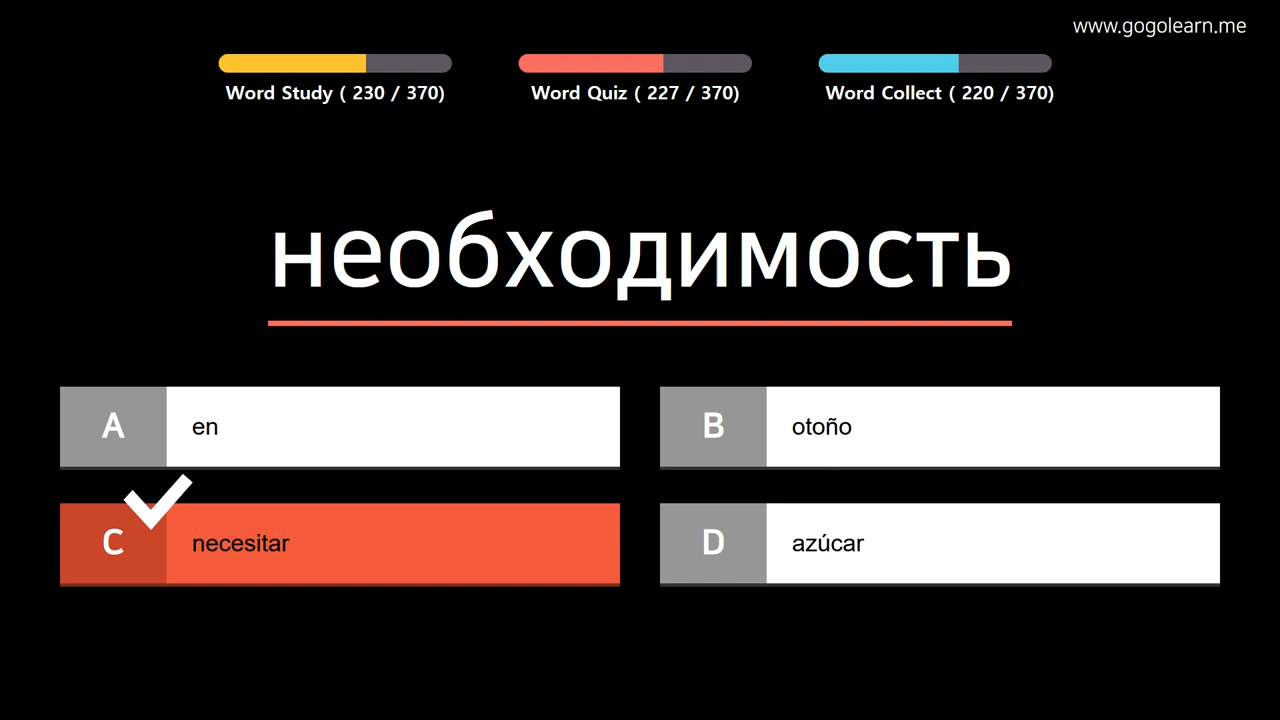 www.gogolearn.me
Word Study ( 230 / 370)
Word Quiz ( 227 / 370)
Word Collect ( 220 / 370)
необходимость
A en
B otoño
C necesitar
D azúcar